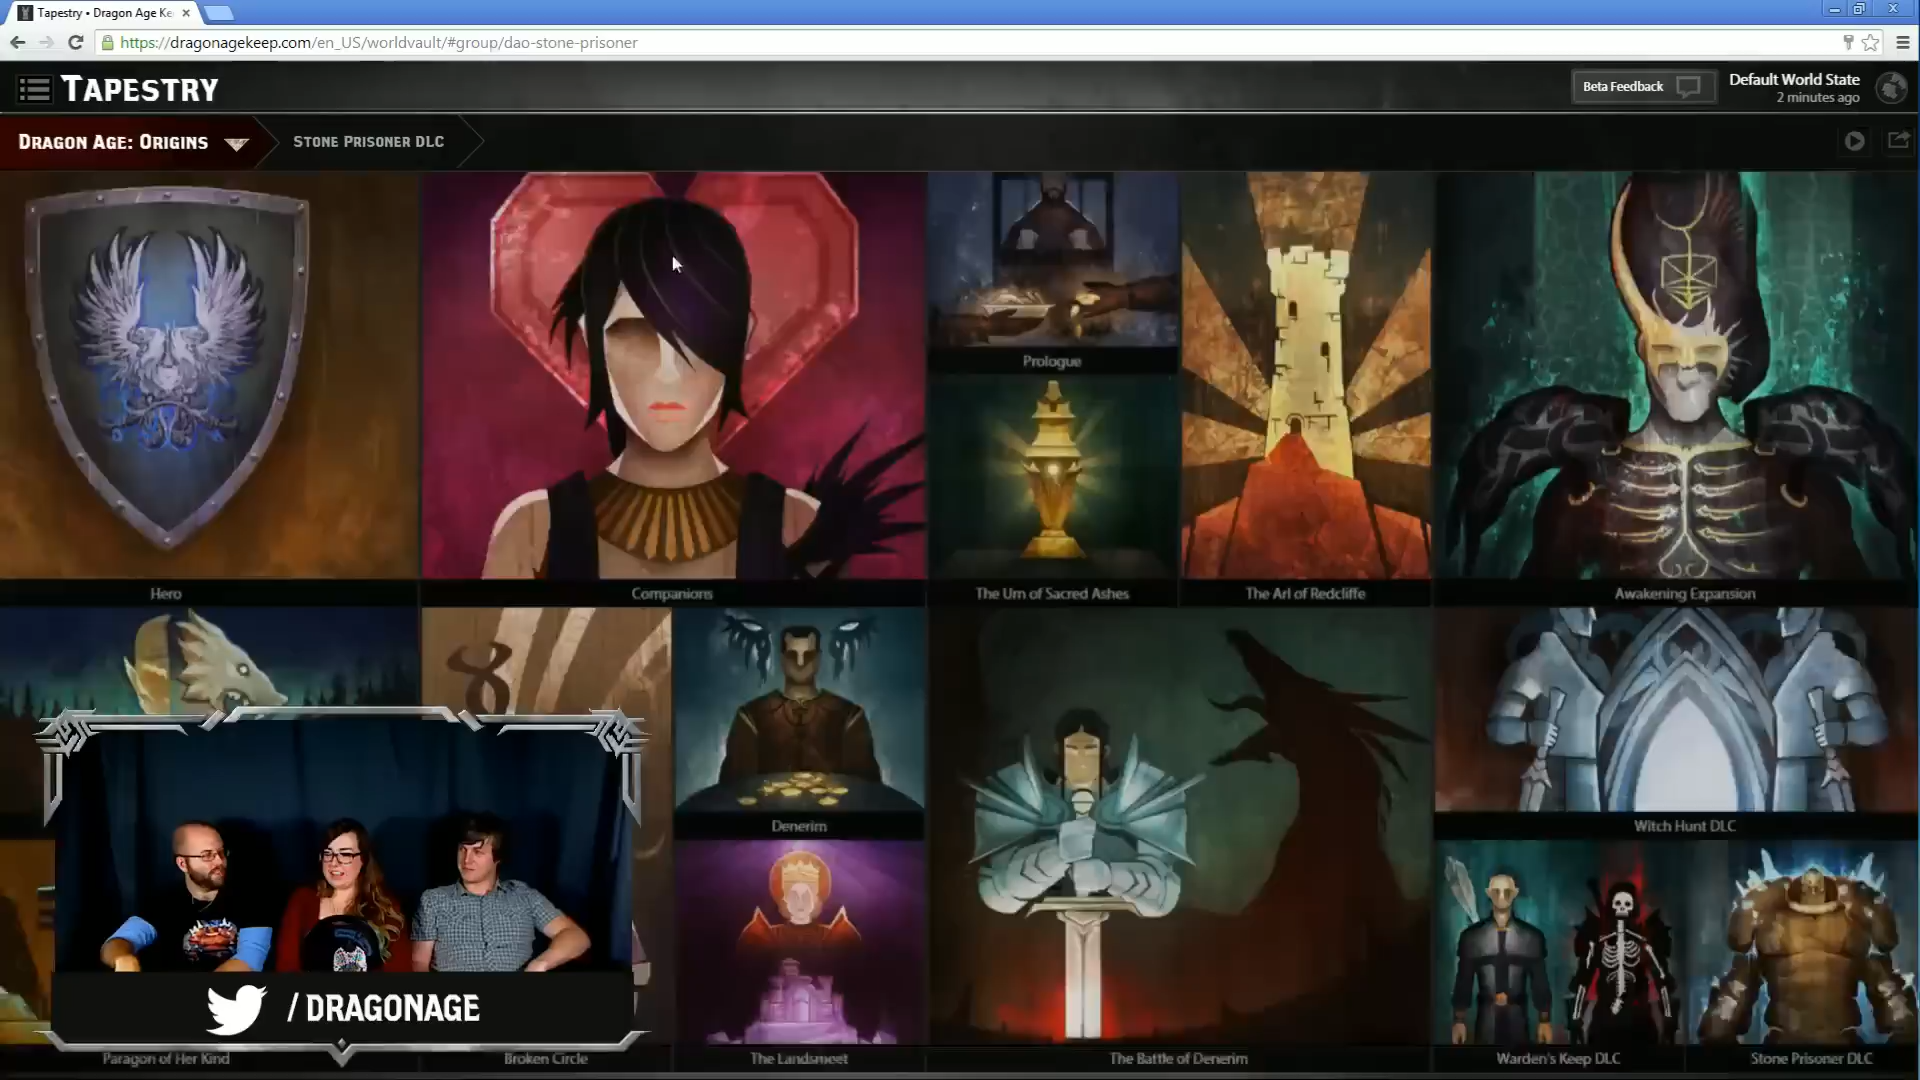 Tapestry • Dragon Age Ke
https://dragonagekeep.com/en_US/worldvault/#group/dao-stone-prisoner
TAPESTRY
Beta Feedback
Default World State
2 minutes ago
DRAGON AGE: ORIGINS
STONE PRISONER DLC
Prologue
Hero
Companions
The Urn of Sacred Ashes
The Arl of Redcliffe
Awakening Expansion
8
Denerim
Witch Hunt DLC
/ DRAGONAGE
Paragon of Her Kind
Broken Circle
The Landsmeet
The Battle of Denerim
Warden's Keep DLC
Stone Prisoner DLC